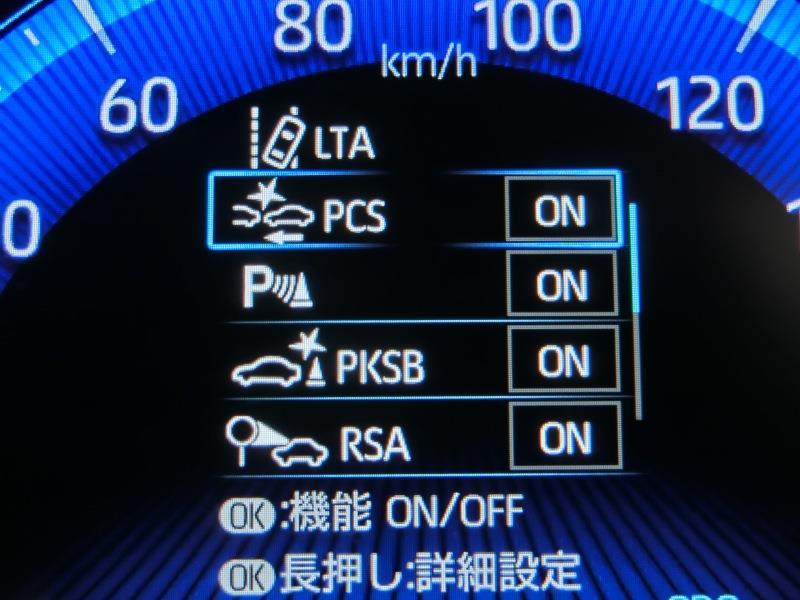 80 100
km/h
60 120
LTA
PCS ON
P ON
PKSB ON
RSA ON
OK:機能 ON/OFF
OK長押し:詳細設定